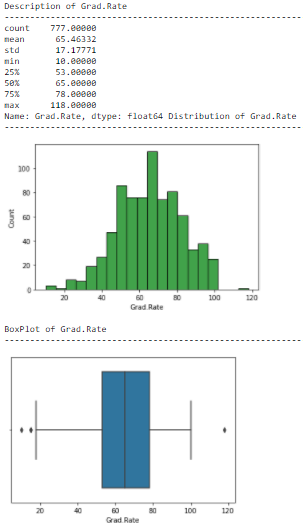 Description of Grad.Rate
--------------------------------------------------------------
count    777.00000
mean      65.46332
std       17.17771
min       10.00000
25%       53.00000
50%       65.00000
75%       78.00000
max      118.00000
Name: Grad.Rate, dtype: float64 Distribution of Grad.Rate
--------------------------------------------------------------
100
80
60
40
20
0
Count
20 40 60 80 100 120
Grad.Rate
BoxPlot of Grad.Rate
--------------------------------------------------------------
20 40 60 80 100 120
Grad.Rate